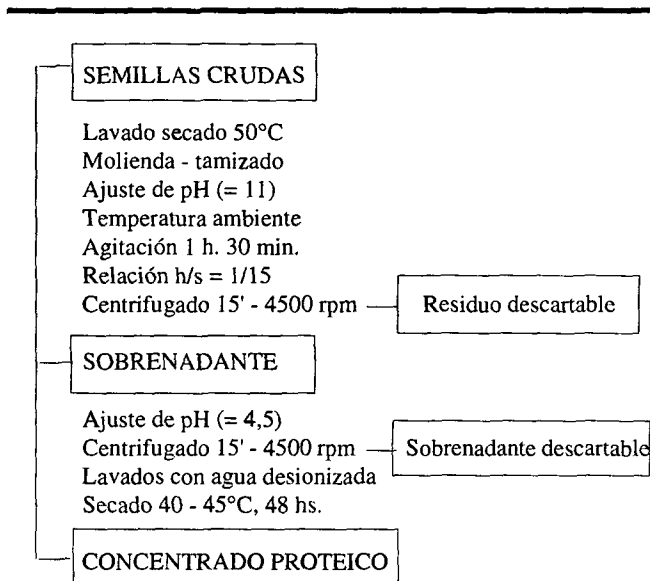 SEMILLAS CRUDAS
Lavado secado 50°C
Molienda - tamizado
Ajuste de pH (= 11)
Temperatura ambiente
Agitación 1 h. 30 min.
Relación h/s = 1/15
Centrifugado 15' - 4500 rpm
Residuo descartable
SOBRENADANTE
Ajuste de pH (= 4,5)
Centrifugado 15' - 4500 rpm
Sobrenadante descartable
Lavados con agua desionizada
Secado 40 - 45°C, 48 hs.
CONCENTRADO PROTEICO